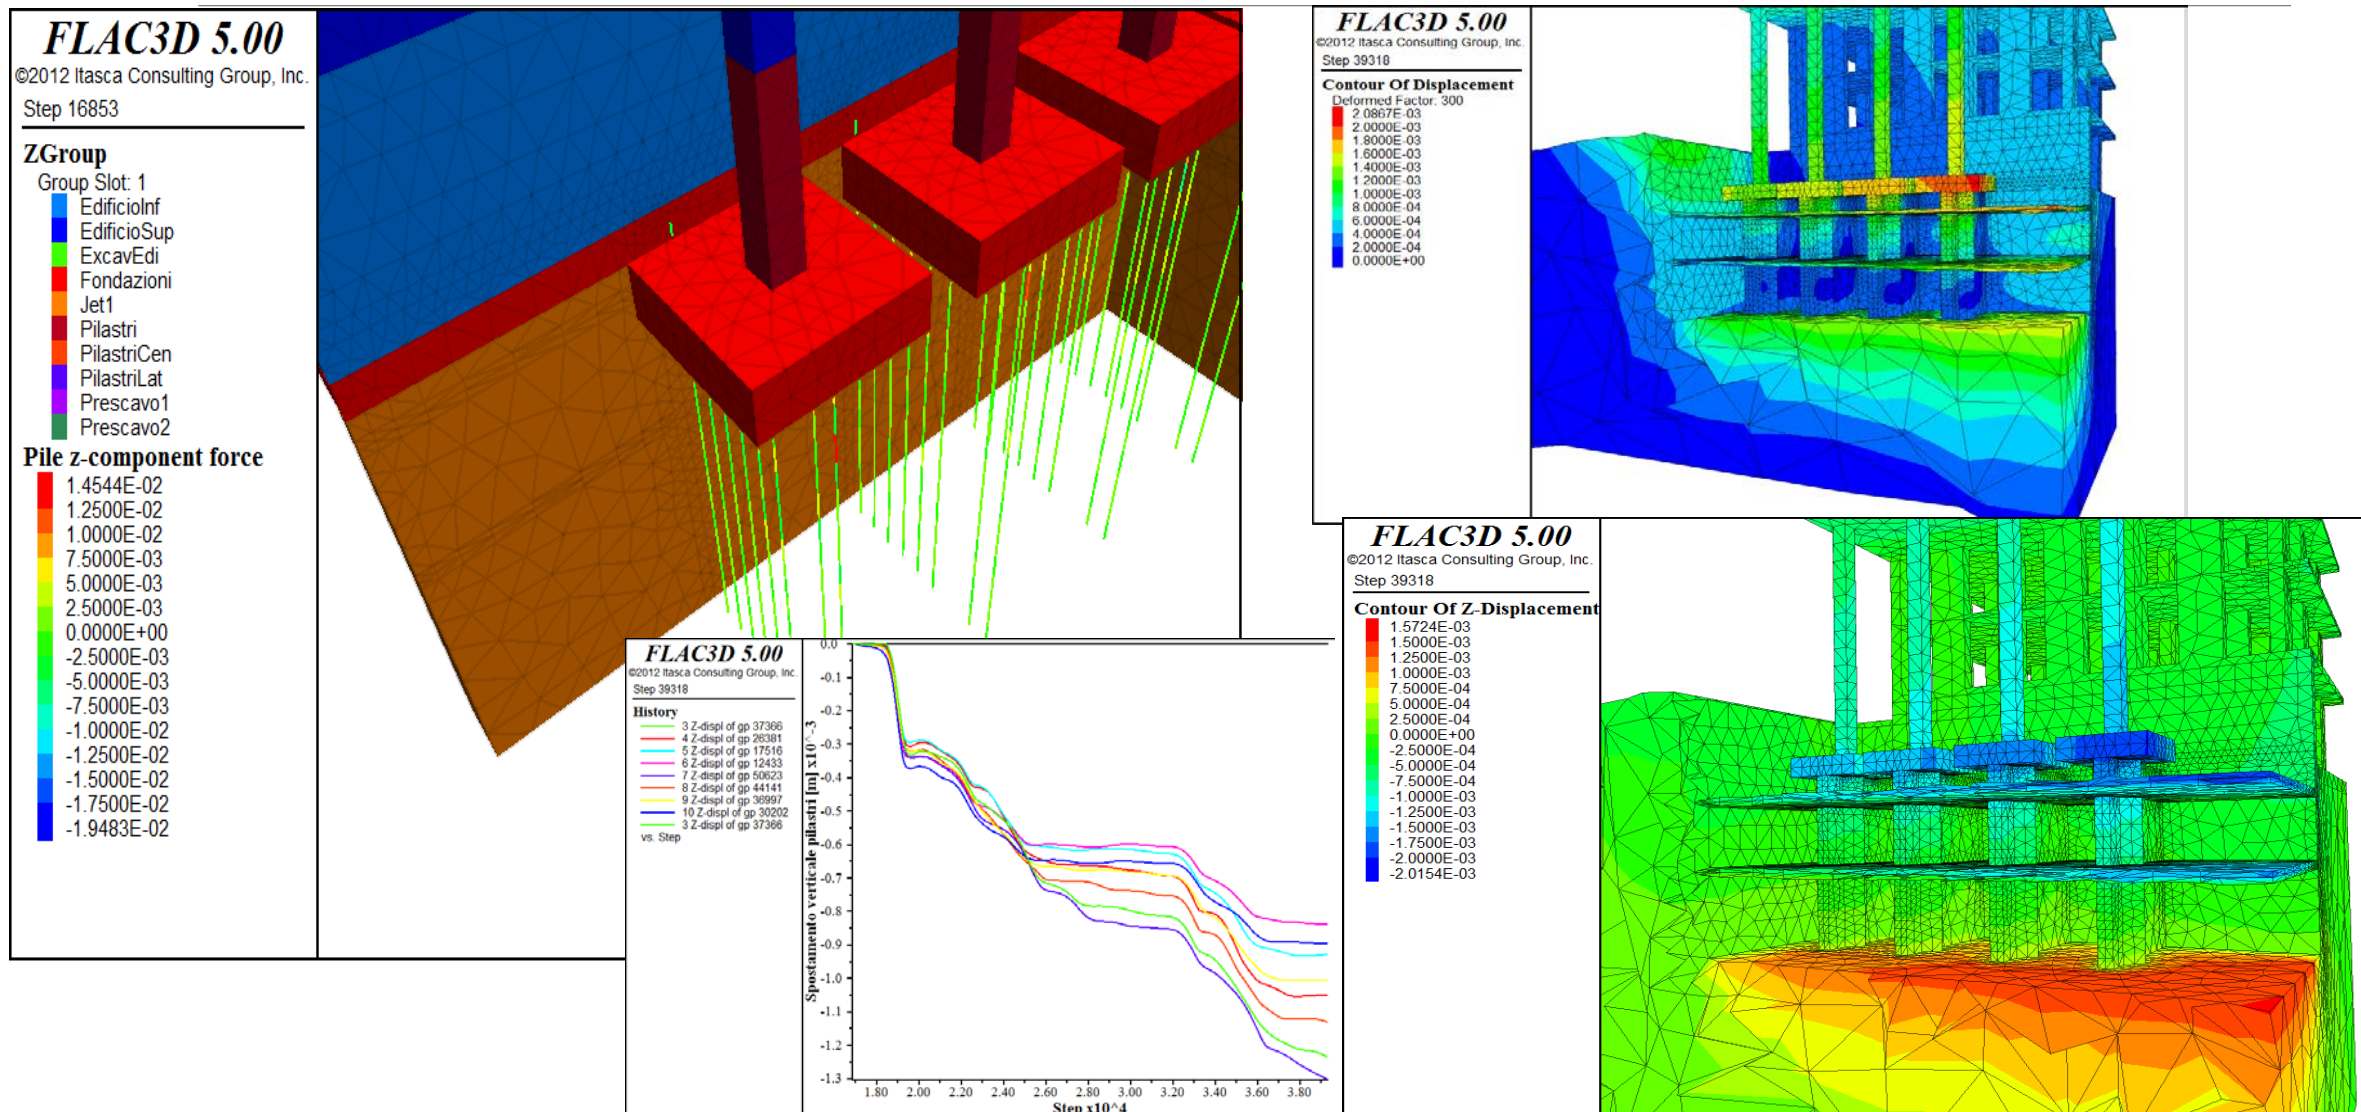 FLAC3D 5.00
©2012 Itasca Consulting Group, Inc.
Step 16853
ZGroup
Group Slot: 1
EdificioInf
EdificioSup
ExcavEdi
Fondazioni
Jet1
Pilastri
PilastriCen
PilastriLat
Prescavo1
Prescavo2
Pile z-component force
1.4544E-02
1.2500E-02
1.0000E-02
7.5000E-03
5.0000E-03
2.5000E-03
0.0000E+00
-2.5000E-03
-5.0000E-03
-7.5000E-03
-1.0000E-02
-1.2500E-02
-1.5000E-02
-1.7500E-02
-1.9483E-02
FLAC3D 5.00
©2012 Itasca Consulting Group, Inc.
Step 39318
Contour Of Displacement
Deformed Factor: 300
2.0867E-03
2.0000E-03
1.8000E-03
1.6000E-03
1.4000E-03
1.2000E-03
1.0000E-03
8.0000E-04
6.0000E-04
4.0000E-04
2.0000E-04
0.0000E+00
FLAC3D 5.00
©2012 Itasca Consulting Group, Inc.
Step 39318
History
3 Z-displ of gp 37366
4 Z-displ of gp 26381
5 Z-displ of gp 17516
6 Z-displ of gp 12433
7 Z-displ of gp 50623
8 Z-displ of gp 44141
9 Z-displ of gp 36997
10 Z-displ of gp 30202
3 Z-displ of gp 37366
vs. Step
Spostamento verticale pilastri [m] x10^-3
0.0
-0.1
-0.2
-0.3
-0.4
-0.5
-0.6
-0.7
-0.8
-0.9
-1.0
-1.1
-1.2
-1.3
1.80 2.00 2.20 2.40 2.60 2.80 3.00 3.20 3.40 3.60 3.80
Step x10^4
FLAC3D 5.00
©2012 Itasca Consulting Group, Inc.
Step 39318
Contour Of Z-Displacement
1.5724E-03
1.5000E-03
1.2500E-03
1.0000E-03
7.5000E-04
5.0000E-04
2.5000E-04
0.0000E+00
-2.5000E-04
-5.0000E-04
-7.5000E-04
-1.0000E-03
-1.2500E-03
-1.5000E-03
-1.7500E-03
-2.0000E-03
-2.0154E-03